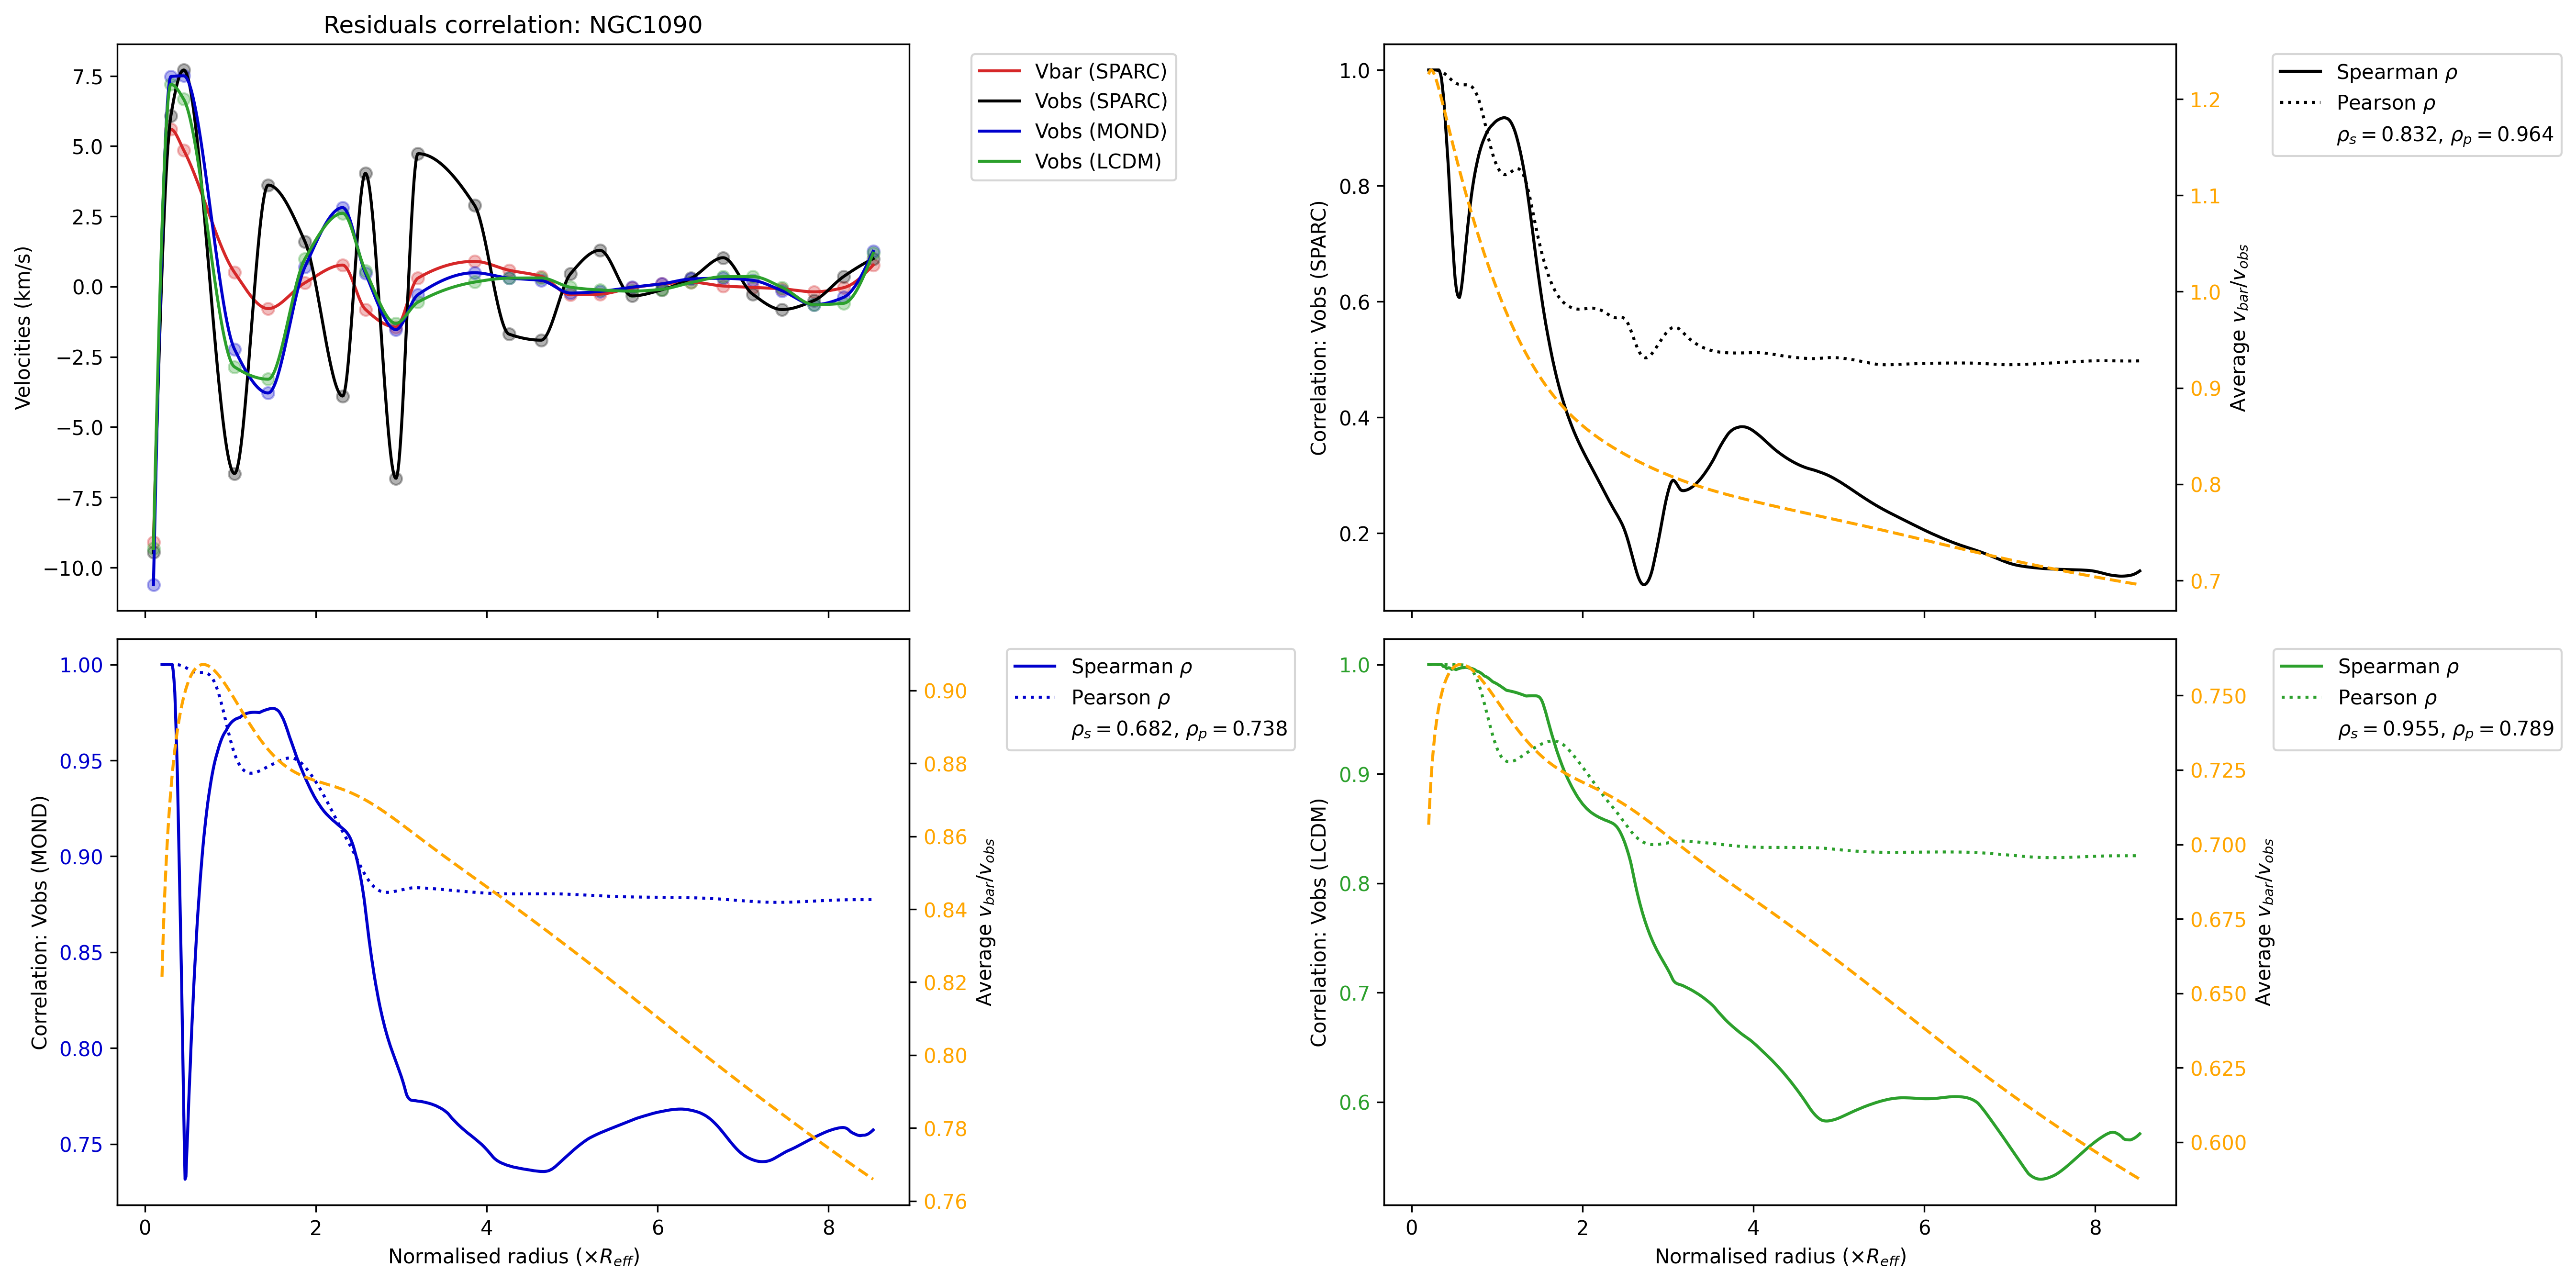 Residuals correlation: NGC1090
Velocities (km/s)
7.5
5.0
2.5
0.0
−2.5
−5.0
−7.5
−10.0
Vbar (SPARC)
Vobs (SPARC)
Vobs (MOND)
Vobs (LCDM)
Correlation: Vobs (SPARC)
1.0
0.8
0.6
0.4
0.2
1.2
1.1
1.0
0.9
0.8
0.7
Average v_bar/v_obs
Spearman ρ
Pearson ρ
ρ_s = 0.832, ρ_p = 0.964
Correlation: Vobs (MOND)
1.00
0.95
0.90
0.85
0.80
0.75
0 2 4 6 8
Normalised radius (×R_eff)
0.90
0.88
0.86
0.84
0.82
0.80
0.78
0.76
Average v_bar/v_obs
Spearman ρ
Pearson ρ
ρ_s = 0.682, ρ_p = 0.738
Correlation: Vobs (LCDM)
1.0
0.9
0.8
0.7
0.6
0 2 4 6 8
Normalised radius (×R_eff)
0.750
0.725
0.700
0.675
0.650
0.625
0.600
Average v_bar/v_obs
Spearman ρ
Pearson ρ
ρ_s = 0.955, ρ_p = 0.789